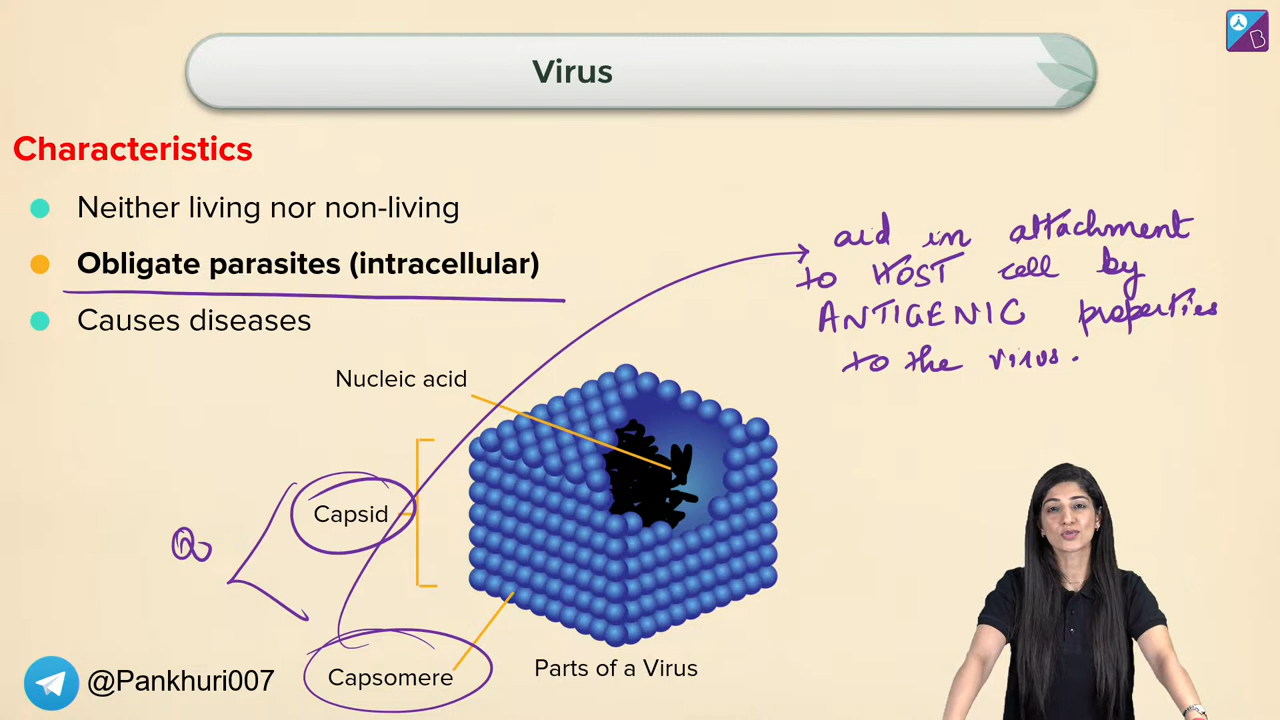 Virus
B
Characteristics
Neither living nor non-living
Obligate parasites (intracellular)
Causes diseases
aid in attachment
to HOST cell by
ANTIGENIC properties
to the virus.
Nucleic acid
Capsid
Q
Capsomere
Parts of a Virus
@Pankhuri007